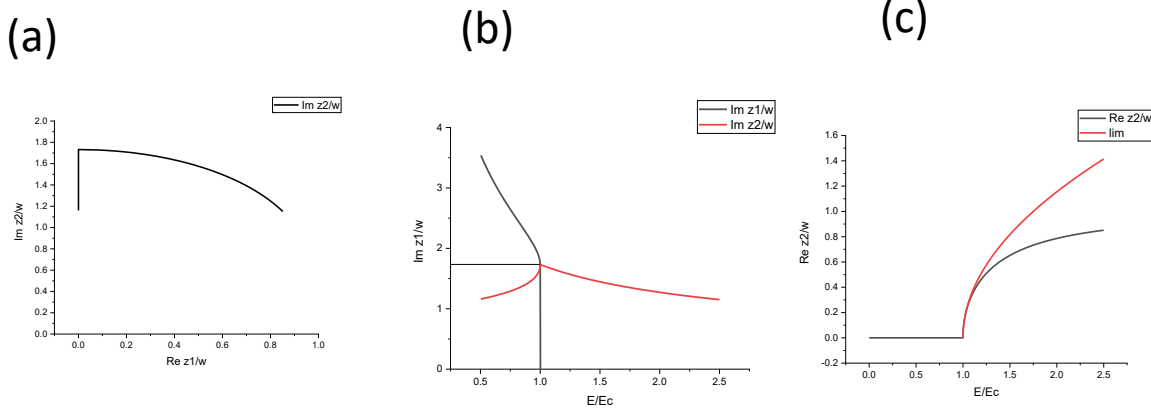 (a)
Im z2/w
2.0
1.8
1.6
1.4
1.2
1.0
0.8
0.6
0.4
0.2
0.0
Im z2/w
0.0 0.2 0.4 0.6 0.8 1.0
Re z1/w
(b)
Im z1/w
Im z2/w
4
3
2
1
0
Im z1/w
0.5 1.0 1.5 2.0 2.5
E/Ec
(c)
Re z2/w
lim
1.6
1.4
1.2
1.0
0.8
0.6
0.4
0.2
0.0
-0.2
Re z2/w
0.0 0.5 1.0 1.5 2.0 2.5
E/Ec